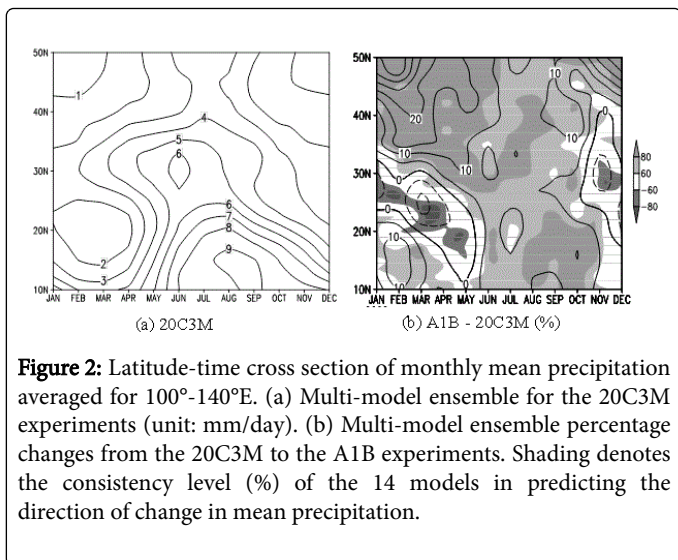 50N
40N
30N
20N
10N
JAN FEB MAR APR MAY JUN JUL AUG SEP OCT NOV DEC
1
4
5
6
6
7
8
9
2
3
(a) 20C3M
50N
40N
30N
20N
10N
JAN FEB MAR APR MAY JUN JUL AUG SEP OCT NOV DEC
10
10
0
20
10
10
10
0
0
10
10
0
10
0
80
60
−60
−80
(b) A1B - 20C3M (%)
Figure 2: Latitude-time cross section of monthly mean precipitation
averaged for 100°-140°E. (a) Multi-model ensemble for the 20C3M
experiments (unit: mm/day). (b) Multi-model ensemble percentage
changes from the 20C3M to the A1B experiments. Shading denotes
the consistency level (%) of the 14 models in predicting the
direction of change in mean precipitation.